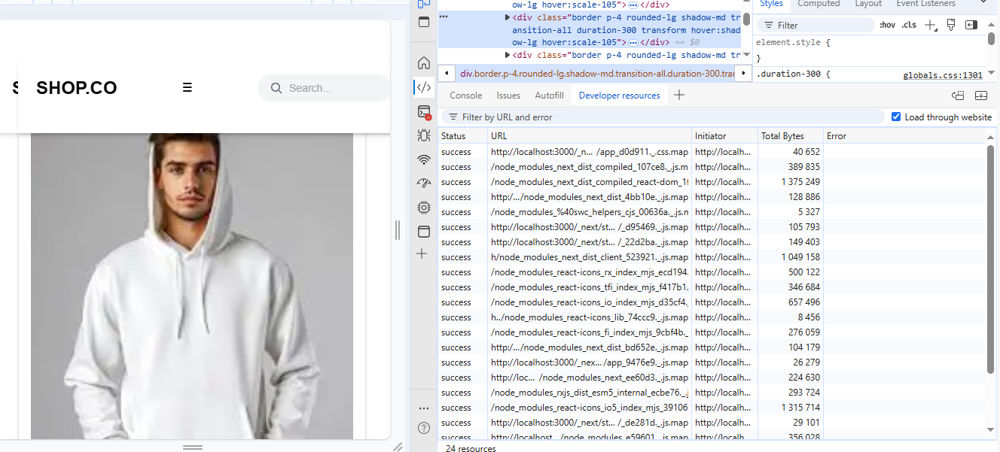 S SHOP.CO
☰
Search...
ow-lg hover:scale-105"> ⋯ </div>
<div class="border p-4 rounded-lg shadow-md tr
ansition-all duration-300 transform hover:shad
ow-lg hover:scale-105"> ⋯ </div> == $0
<div class="border p-4 rounded-lg shadow-md tr
div.border.p-4.rounded-lg.shadow-md.transition-all.duration-300.trar
Styles Computed Layout Event Listeners
Filter :hov .cls
element.style {
}
.duration-300 { globals.css:1301
Console Issues Autofill Developer resources
Filter by URL and error Load through website
Status URL Initiator Total Bytes Error
success http://localhost:3000/_n... /app_d0d911._.css.map http://localh... 40 652
success /node_modules_next_dist_compiled_107ce8._.js.m http://localh... 389 835
success /node_modules_next_dist_compiled_react-dom_1f http://localh... 1 375 249
success http:/.../node_modules_next_dist_4bb10e._.js.map http://localh... 128 886
success /node_modules_%40swc_helpers_cjs_00636a._.js.m http://localh... 5 327
success http://localhost:3000/_next/st... /_d95469._.js.map http://localh... 105 793
success http://localhost:3000/_next/st... /_22d2ba._.js.map http://localh... 149 403
success h/node_modules_next_dist_client_523921._.js.map http://localh... 1 049 158
success /node_modules_react-icons_rx_index_mjs_ecd194. http://localh... 500 122
success /node_modules_react-icons_tfi_index_mjs_f417b1. http://localh... 346 684
success /node_modules_react-icons_io_index_mjs_d35cf4._ http://localh... 657 496
success h../node_modules_react-icons_lib_74ccc9._.js.map http://localh... 8 456
success /node_modules_react-icons_fi_index_mjs_9cbf4b._ http://localh... 276 059
success http:/.../node_modules_next_dist_bd652e._.js.map http://localh... 104 179
success http://localhost:3000/_nex... /app_9476e9._.js.map http://localh... 26 279
success http://loc... /node_modules_next_ee60d3._.js.map http://localh... 224 630
success /node_modules_rxjs_dist_esm5_internal_ecbe76._.j http://localh... 293 724
success /node_modules_react-icons_io5_index_mjs_39106 http://localh... 1 315 714
success http://localhost:3000/_next/st... /_de281d._.js.map http://localh... 29 101
success http://localhost.../node_modules_e59601._.js.map http://localh... 356 028
24 resources